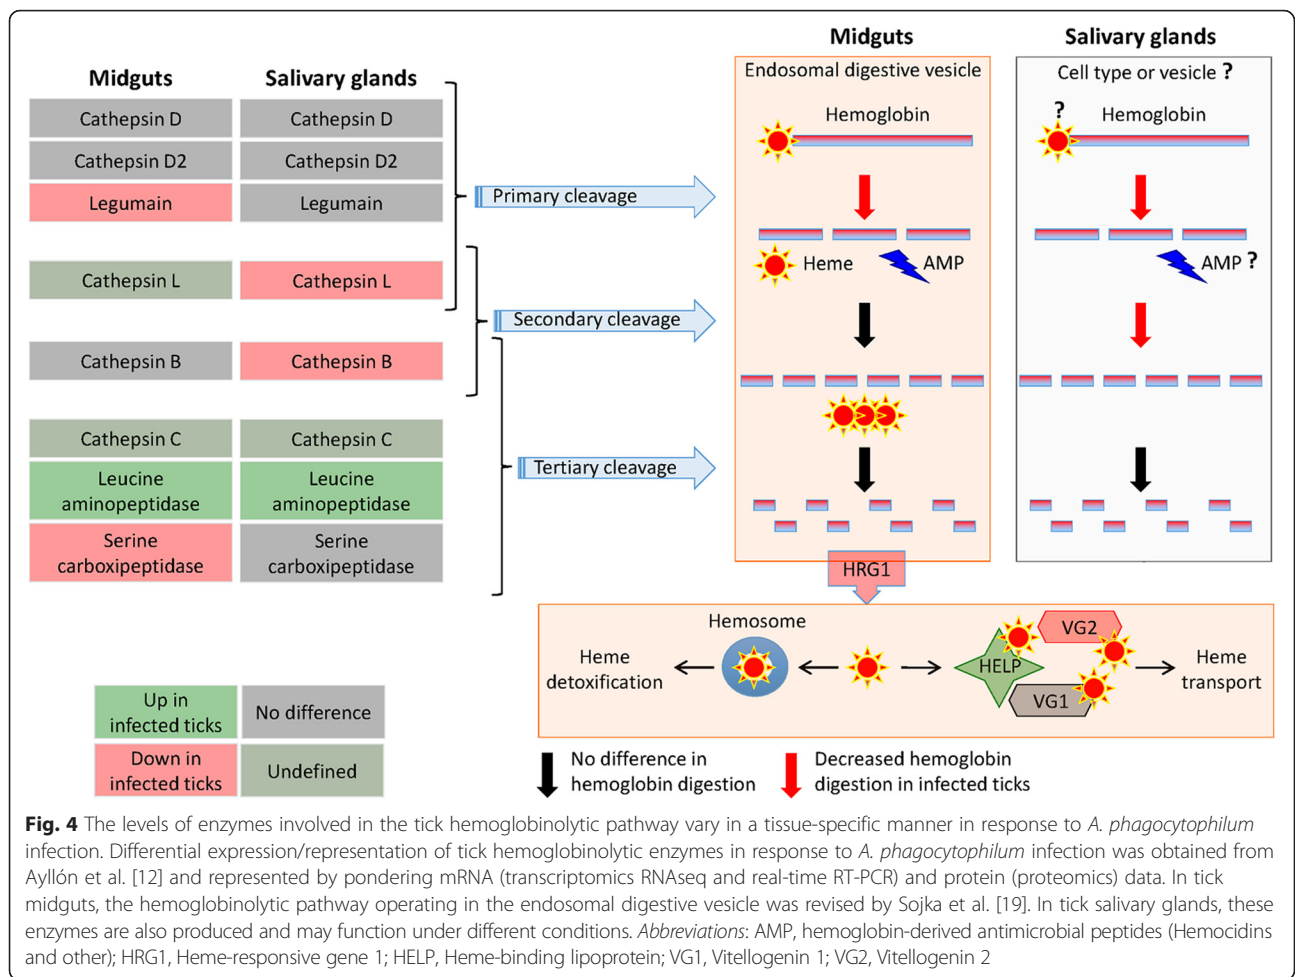 Midguts
Salivary glands
Cathepsin D
Cathepsin D
Cathepsin D2
Cathepsin D2
Legumain
Legumain
Cathepsin L
Cathepsin L
Cathepsin B
Cathepsin B
Cathepsin C
Cathepsin C
Leucine
aminopeptidase
Leucine
aminopeptidase
Serine
carboxipeptidase
Serine
carboxipeptidase
Primary cleavage
Secondary cleavage
Tertiary cleavage
Midguts
Endosomal digestive vesicle
Hemoglobin
Heme
AMP
HRG1
Salivary glands
Cell type or vesicle ?
?
Hemoglobin
AMP ?
Hemosome
Heme
detoxification
HELP
VG2
VG1
Heme
transport
Up in
infected ticks
No difference
Down in
infected ticks
Undefined
No difference in
hemoglobin digestion
Decreased hemoglobin
digestion in infected ticks
Fig. 4 The levels of enzymes involved in the tick hemoglobinolytic pathway vary in a tissue-specific manner in response to A. phagocytophilum
infection. Differential expression/representation of tick hemoglobinolytic enzymes in response to A. phagocytophilum infection was obtained from
Ayllón et al. [12] and represented by pondering mRNA (transcriptomics RNAseq and real-time RT-PCR) and protein (proteomics) data. In tick
midguts, the hemoglobinolytic pathway operating in the endosomal digestive vesicle was revised by Sojka et al. [19]. In tick salivary glands, these
enzymes are also produced and may function under different conditions. Abbreviations: AMP, hemoglobin-derived antimicrobial peptides (Hemocidins
and other); HRG1, Heme-responsive gene 1; HELP, Heme-binding lipoprotein; VG1, Vitellogenin 1; VG2, Vitellogenin 2